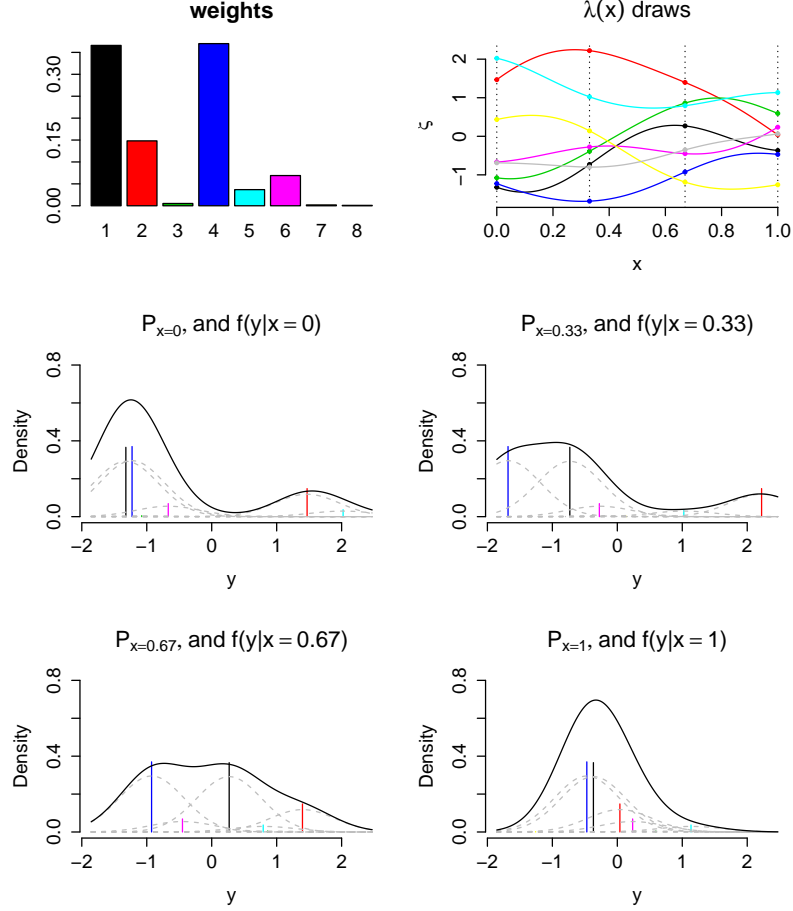 weights
0.00 0.15 0.30
1 2 3 4 5 6 7 8
λ(x) draws
ξ
−1 0 1 2
0.0 0.2 0.4 0.6 0.8 1.0
x
P_{x=0}, and f(y|x = 0)
Density
0.0 0.4 0.8
−2 −1 0 1 2
y
P_{x=0.33}, and f(y|x = 0.33)
Density
0.0 0.4 0.8
−2 −1 0 1 2
y
P_{x=0.67}, and f(y|x = 0.67)
Density
0.0 0.4 0.8
−2 −1 0 1 2
y
P_{x=1}, and f(y|x = 1)
Density
0.0 0.4 0.8
−2 −1 0 1 2
y